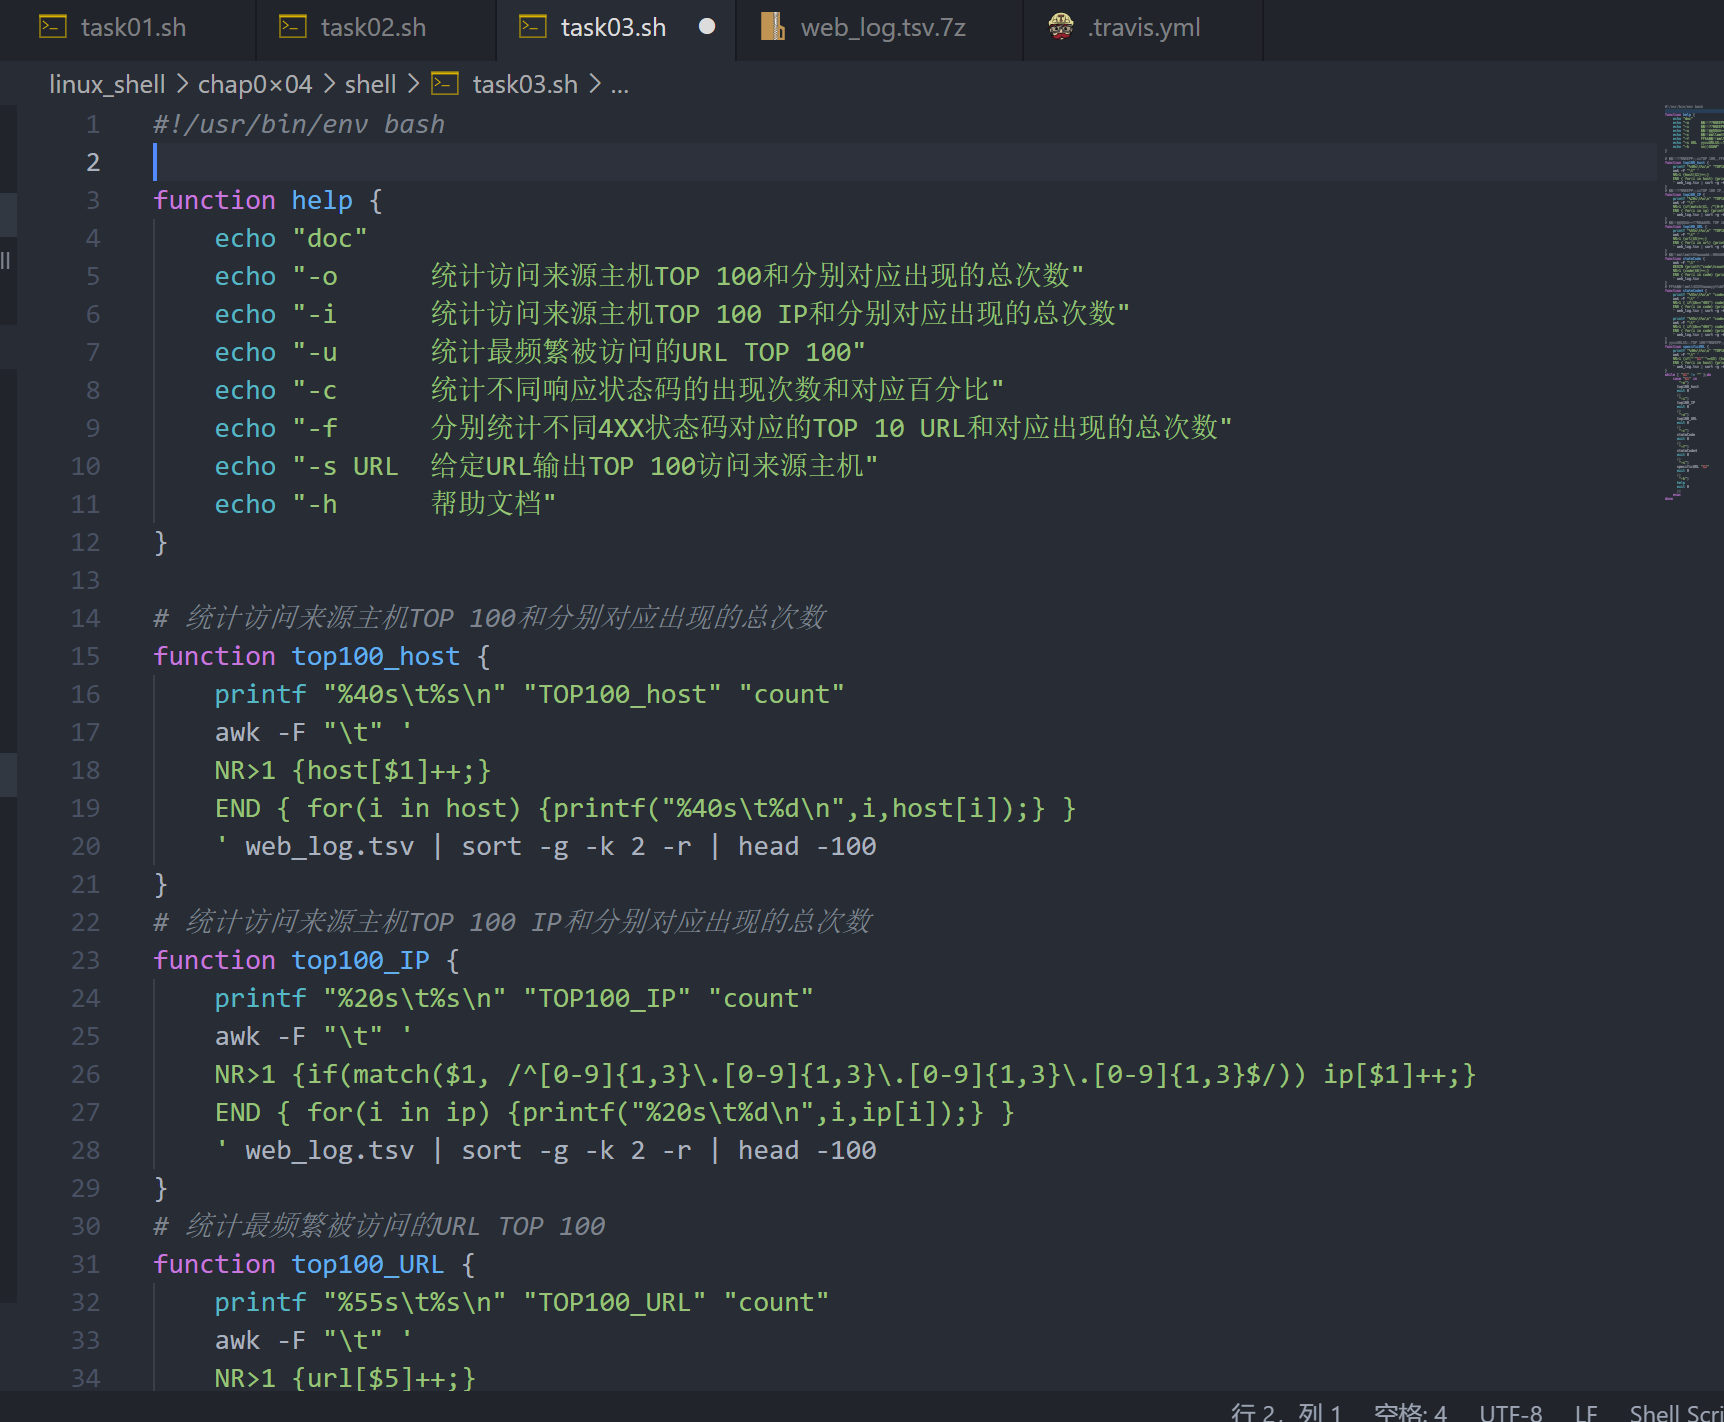 task01.sh task02.sh task03.sh web_log.tsv.7z .travis.yml
linux_shell > chap0×04 > shell > task03.sh > ...
1 #!/usr/bin/env bash
2
3 function help {
4 echo "doc"
5 echo "-o      统计访问来源主机TOP 100和分别对应出现的总次数"
6 echo "-i      统计访问来源主机TOP 100 IP和分别对应出现的总次数"
7 echo "-u      统计最频繁被访问的URL TOP 100"
8 echo "-c      统计不同响应状态码的出现次数和对应百分比"
9 echo "-f      分别统计不同4XX状态码对应的TOP 10 URL和对应出现的总次数"
10 echo "-s URL  给定URL输出TOP 100访问来源主机"
11 echo "-h      帮助文档"
12 }
13
14 # 统计访问来源主机TOP 100和分别对应出现的总次数
15 function top100_host {
16 printf "%40s\t%s\n" "TOP100_host" "count"
17 awk -F "\t" '
18 NR>1 {host[$1]++;}
19 END { for(i in host) {printf("%40s\t%d\n",i,host[i]);} }
20 ' web_log.tsv | sort -g -k 2 -r | head -100
21 }
22 # 统计访问来源主机TOP 100 IP和分别对应出现的总次数
23 function top100_IP {
24 printf "%20s\t%s\n" "TOP100_IP" "count"
25 awk -F "\t" '
26 NR>1 {if(match($1, /^[0-9]{1,3}\.[0-9]{1,3}\.[0-9]{1,3}\.[0-9]{1,3}$/)) ip[$1]++;}
27 END { for(i in ip) {printf("%20s\t%d\n",i,ip[i]);} }
28 ' web_log.tsv | sort -g -k 2 -r | head -100
29 }
30 # 统计最频繁被访问的URL TOP 100
31 function top100_URL {
32 printf "%55s\t%s\n" "TOP100_URL" "count"
33 awk -F "\t" '
34 NR>1 {url[$5]++;}
行 2，列 1 空格: 4 UTF-8 LF Shell Scri